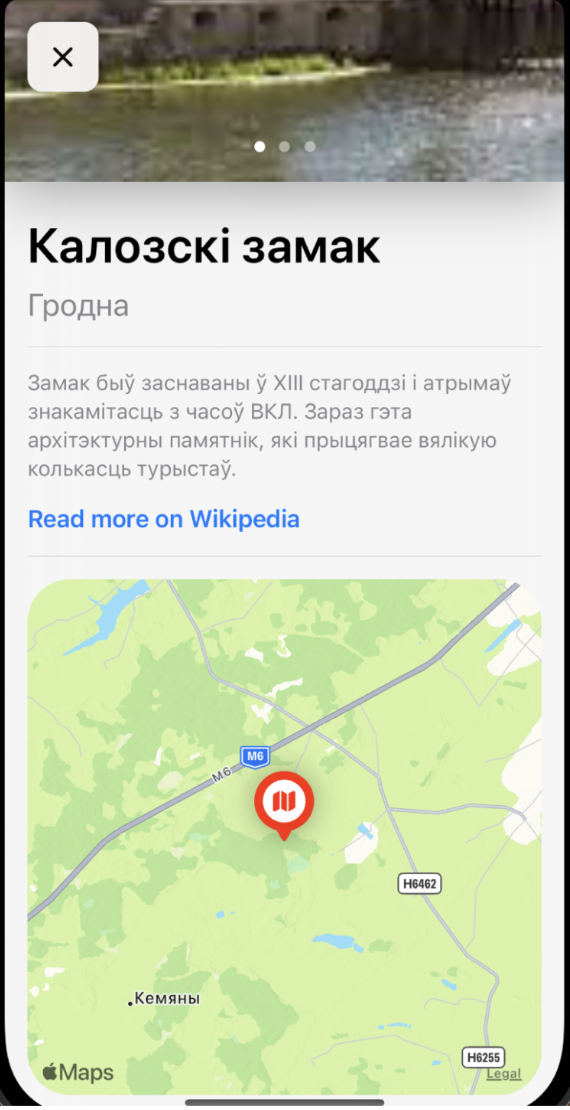 Калозскі замак
Гродна
Замак быў заснаваны ў XIII стагоддзі і атрымаў
знакамітасць з часоў ВКЛ. Зараз гэта
архітэктурны памятнік, які прыцягвае вялікую
колькасць турыстаў.
Read more on Wikipedia
M6
M6
H6462
Кемяны
H6255
Maps
Legal